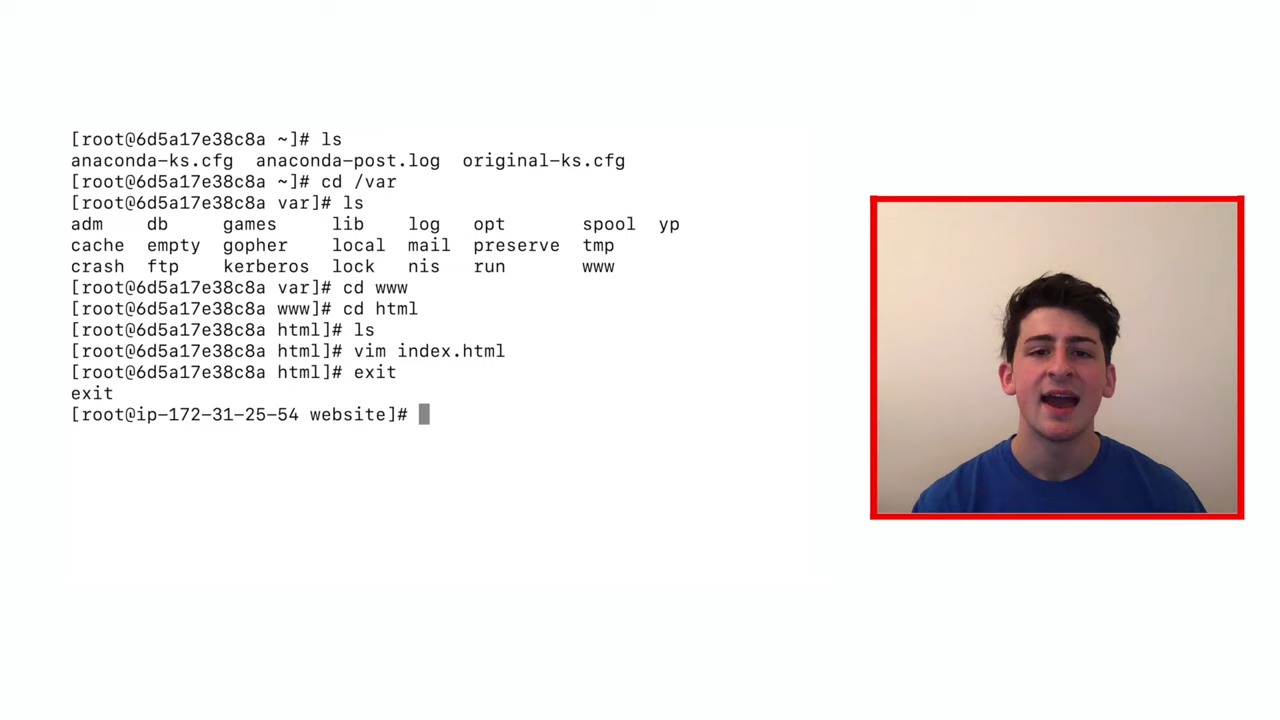 [root@6d5a17e38c8a ~]# ls
anaconda-ks.cfg  anaconda-post.log  original-ks.cfg
[root@6d5a17e38c8a ~]# cd /var
[root@6d5a17e38c8a var]# ls
adm    db     games     lib    log   opt       spool  yp
cache  empty  gopher    local  mail  preserve  tmp
crash  ftp    kerberos  lock   nis   run       www
[root@6d5a17e38c8a var]# cd www
[root@6d5a17e38c8a www]# cd html
[root@6d5a17e38c8a html]# ls
[root@6d5a17e38c8a html]# vim index.html
[root@6d5a17e38c8a html]# exit
exit
[root@ip-172-31-25-54 website]#